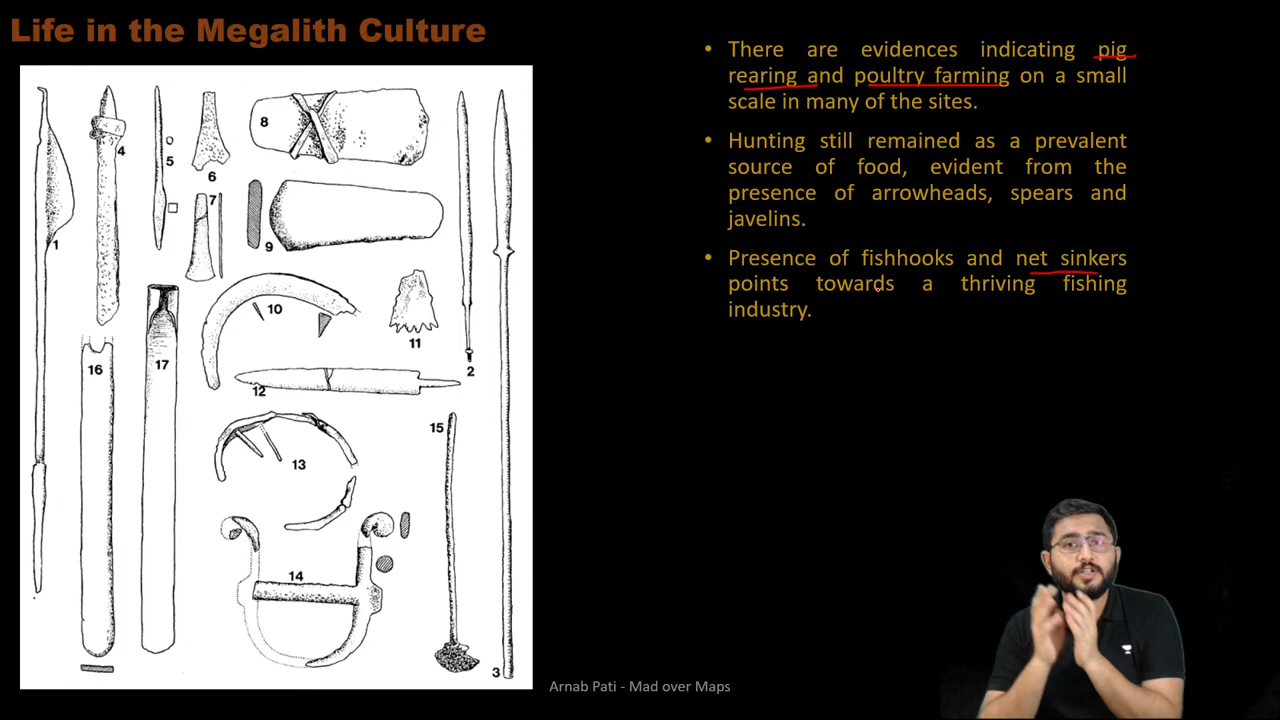 Life in the Megalith Culture
• There are evidences indicating pig
rearing and poultry farming on a small
scale in many of the sites.
• Hunting still remained as a prevalent
source of food, evident from the
presence of arrowheads, spears and
javelins.
• Presence of fishhooks and net sinkers
points towards a thriving fishing
industry.
1
4
5
6
7
8
9
10
11
2
12
13
14
15
16
17
3
Arnab Pati - Mad over Maps